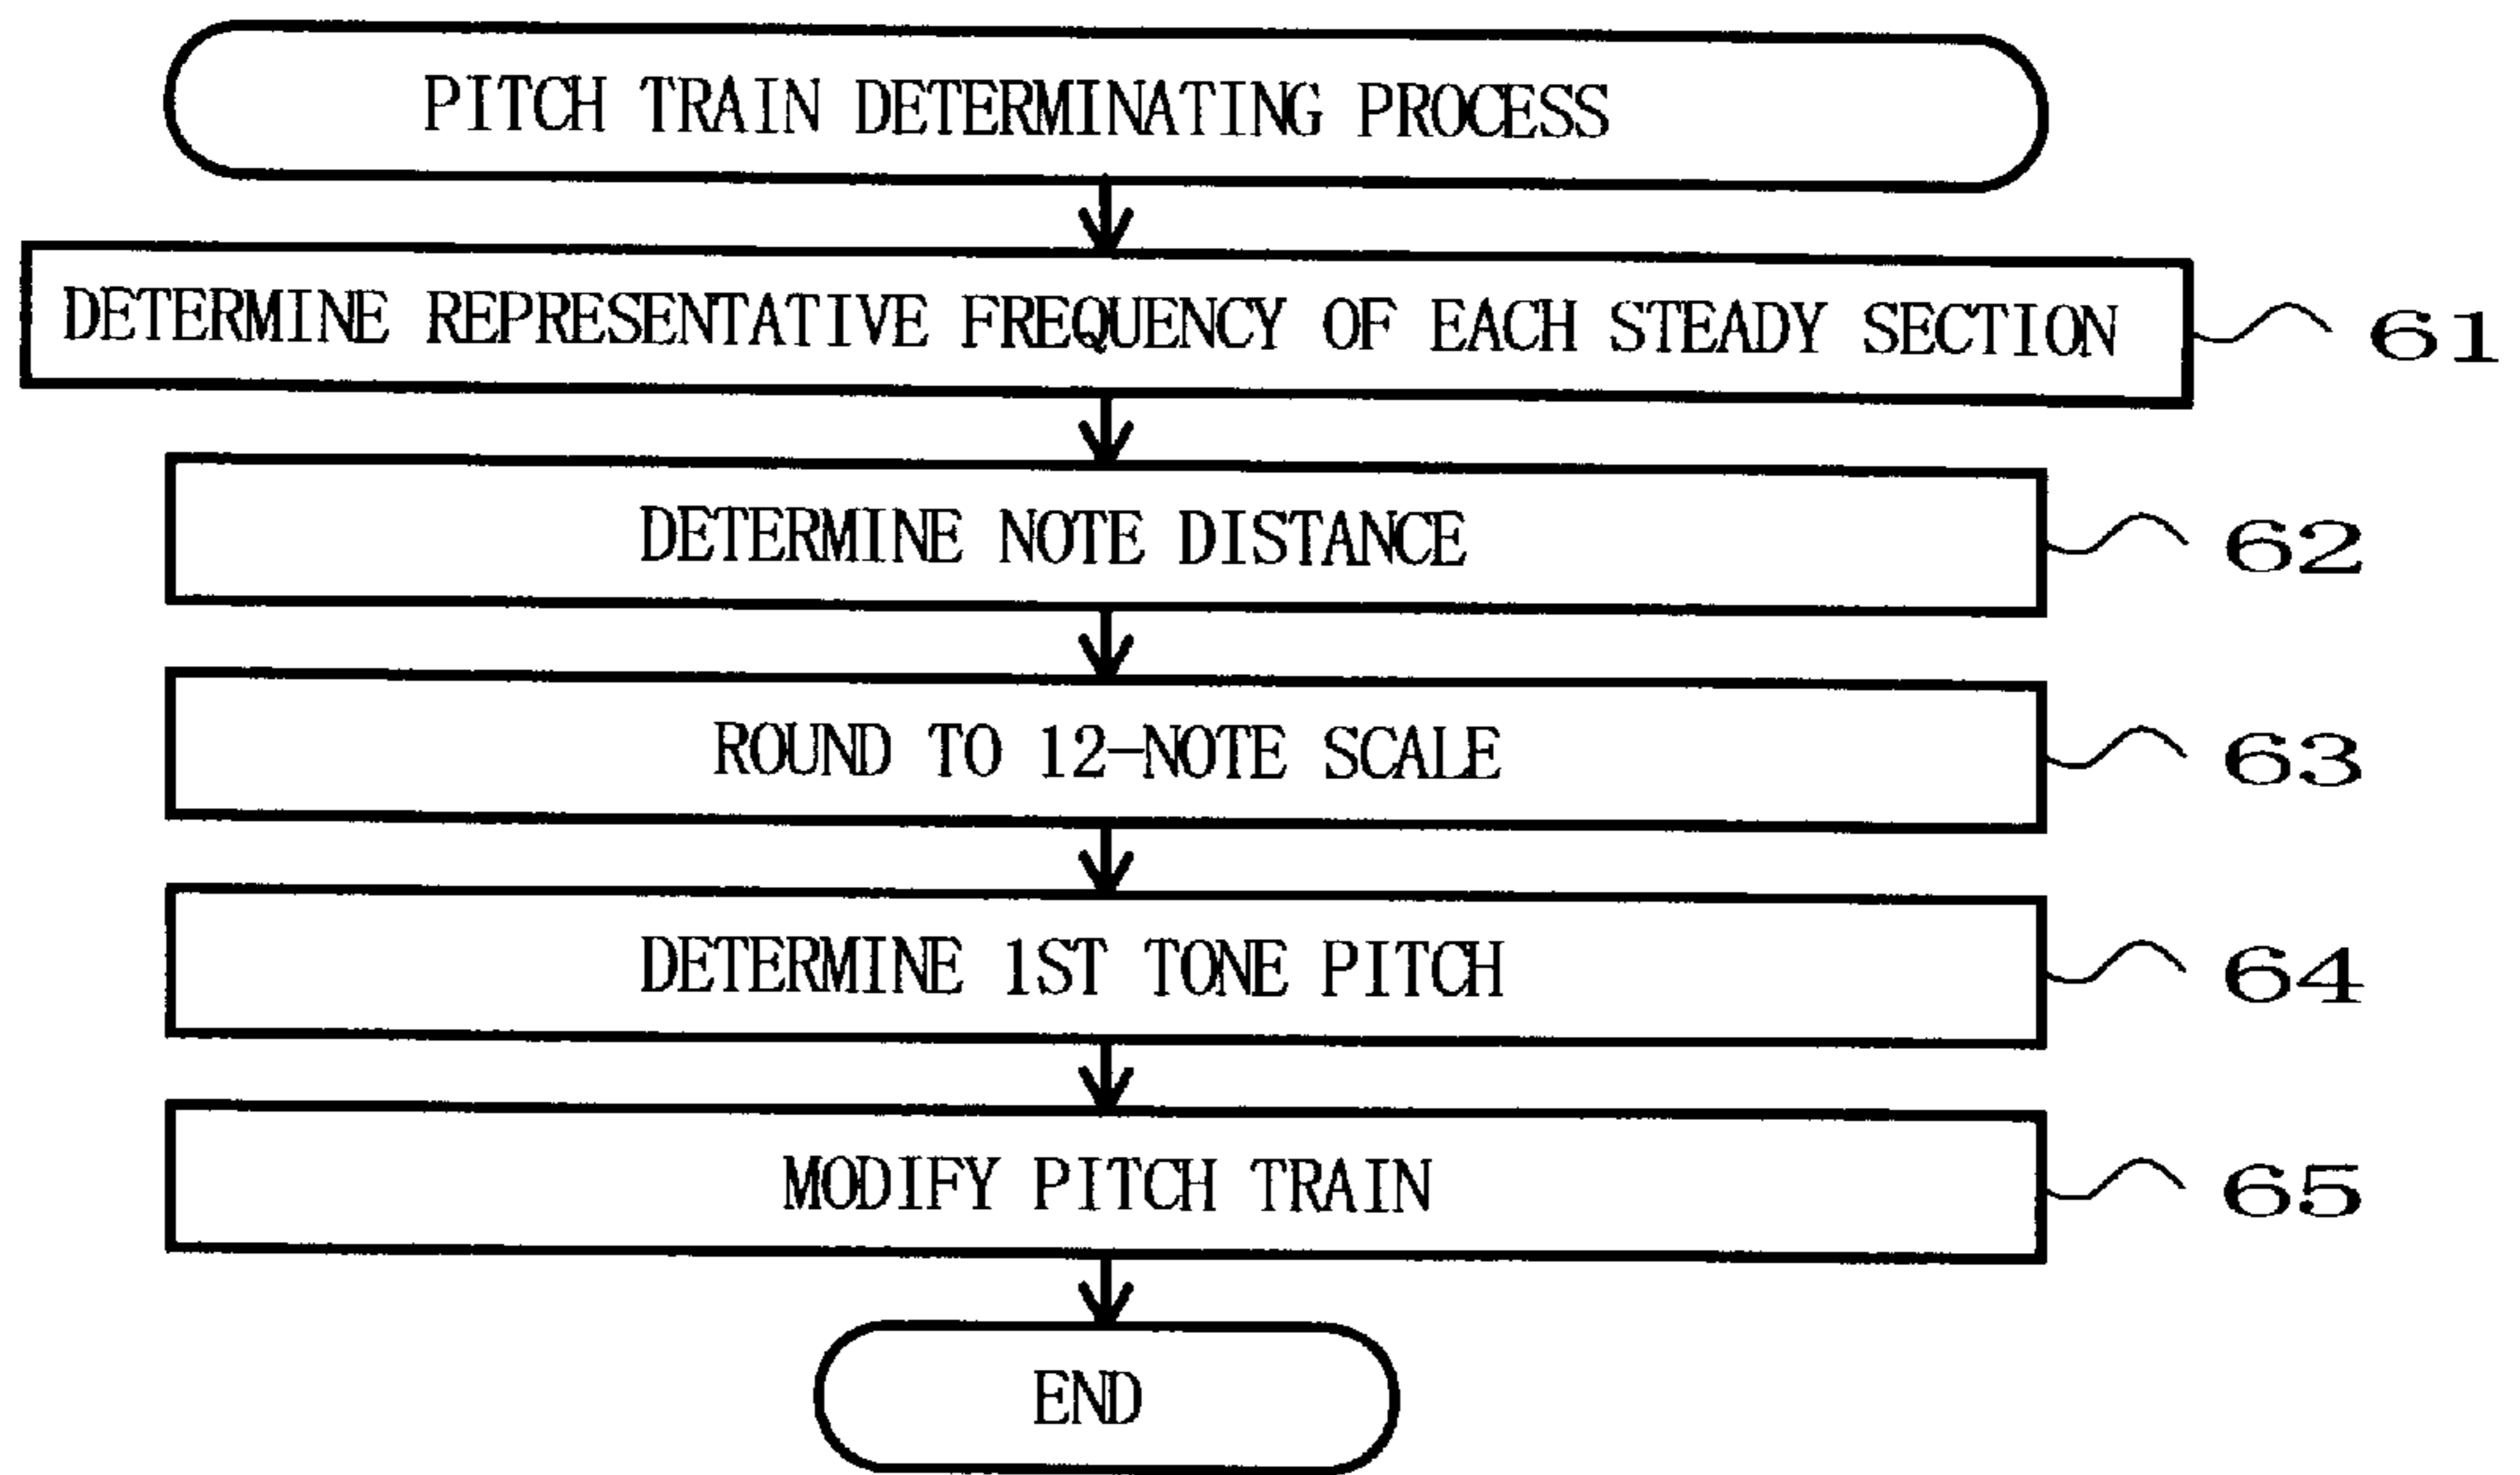 PITCH TRAIN DETERMINATING PROCESS
DETERMINE REPRESENTATIVE FREQUENCY OF EACH STEADY SECTION 61
DETERMINE NOTE DISTANCE 62
ROUND TO 12-NOTE SCALE 63
DETERMINE 1ST TONE PITCH 64
MODIFY PITCH TRAIN 65
END